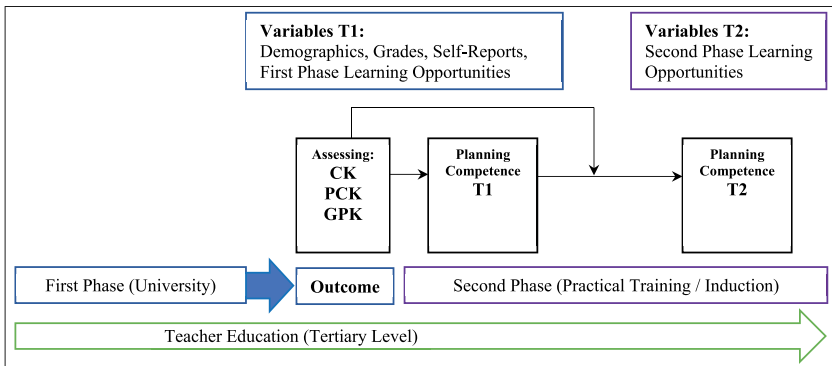 Variables T1:
Demographics, Grades, Self-Reports,
First Phase Learning Opportunities
Variables T2:
Second Phase Learning
Opportunities
Assessing:
CK
PCK
GPK
Planning
Competence
T1
Planning
Competence
T2
First Phase (University)
Outcome
Second Phase (Practical Training / Induction)
Teacher Education (Tertiary Level)